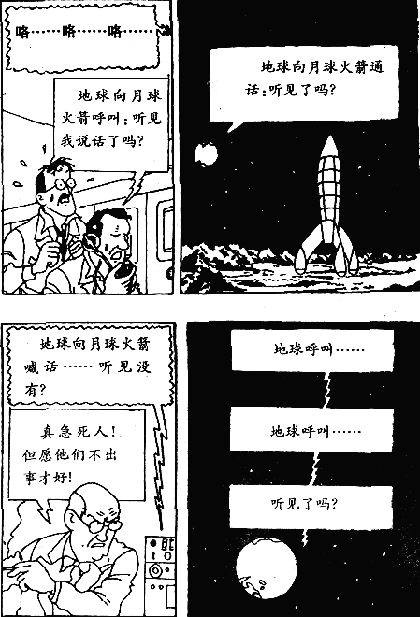 咯……咯……咯……
地球向月球
火箭呼叫：听见
我说话了吗？
地球向月球火箭通
话：听见了吗？
地球向月球火箭
喊话……听见没
有？
真急死人！
但愿他们不出
事才好！
地球呼叫……
地球呼叫……
听见了吗？